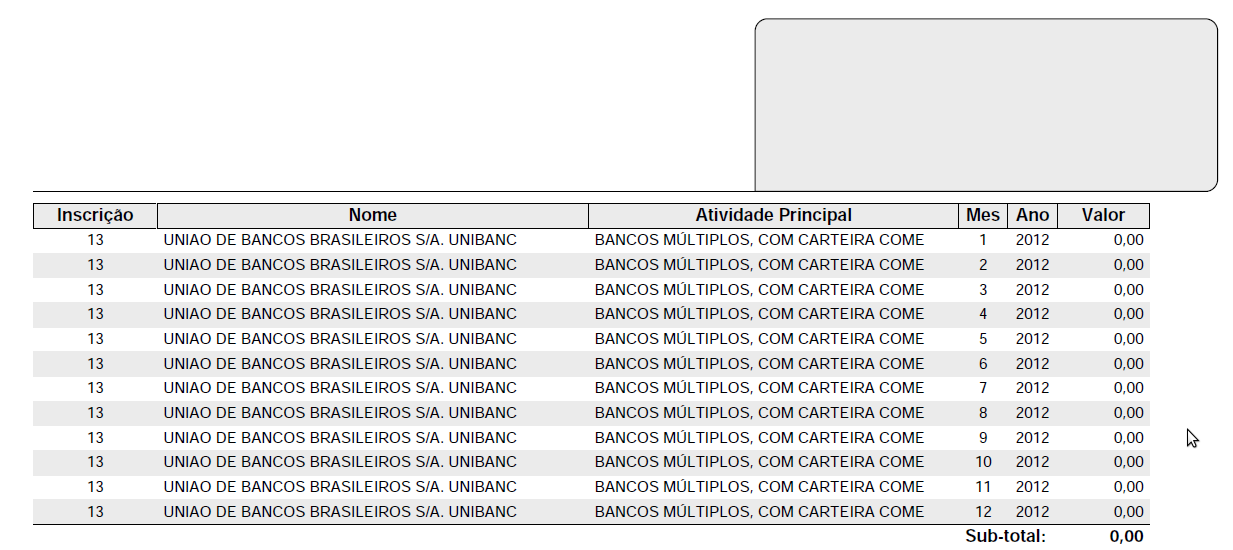 Inscrição Nome Atividade Principal Mes Ano Valor
13 UNIAO DE BANCOS BRASILEIROS S/A. UNIBANC BANCOS MÚLTIPLOS, COM CARTEIRA COME 1 2012 0,00
13 UNIAO DE BANCOS BRASILEIROS S/A. UNIBANC BANCOS MÚLTIPLOS, COM CARTEIRA COME 2 2012 0,00
13 UNIAO DE BANCOS BRASILEIROS S/A. UNIBANC BANCOS MÚLTIPLOS, COM CARTEIRA COME 3 2012 0,00
13 UNIAO DE BANCOS BRASILEIROS S/A. UNIBANC BANCOS MÚLTIPLOS, COM CARTEIRA COME 4 2012 0,00
13 UNIAO DE BANCOS BRASILEIROS S/A. UNIBANC BANCOS MÚLTIPLOS, COM CARTEIRA COME 5 2012 0,00
13 UNIAO DE BANCOS BRASILEIROS S/A. UNIBANC BANCOS MÚLTIPLOS, COM CARTEIRA COME 6 2012 0,00
13 UNIAO DE BANCOS BRASILEIROS S/A. UNIBANC BANCOS MÚLTIPLOS, COM CARTEIRA COME 7 2012 0,00
13 UNIAO DE BANCOS BRASILEIROS S/A. UNIBANC BANCOS MÚLTIPLOS, COM CARTEIRA COME 8 2012 0,00
13 UNIAO DE BANCOS BRASILEIROS S/A. UNIBANC BANCOS MÚLTIPLOS, COM CARTEIRA COME 9 2012 0,00
13 UNIAO DE BANCOS BRASILEIROS S/A. UNIBANC BANCOS MÚLTIPLOS, COM CARTEIRA COME 10 2012 0,00
13 UNIAO DE BANCOS BRASILEIROS S/A. UNIBANC BANCOS MÚLTIPLOS, COM CARTEIRA COME 11 2012 0,00
13 UNIAO DE BANCOS BRASILEIROS S/A. UNIBANC BANCOS MÚLTIPLOS, COM CARTEIRA COME 12 2012 0,00
Sub-total: 0,00